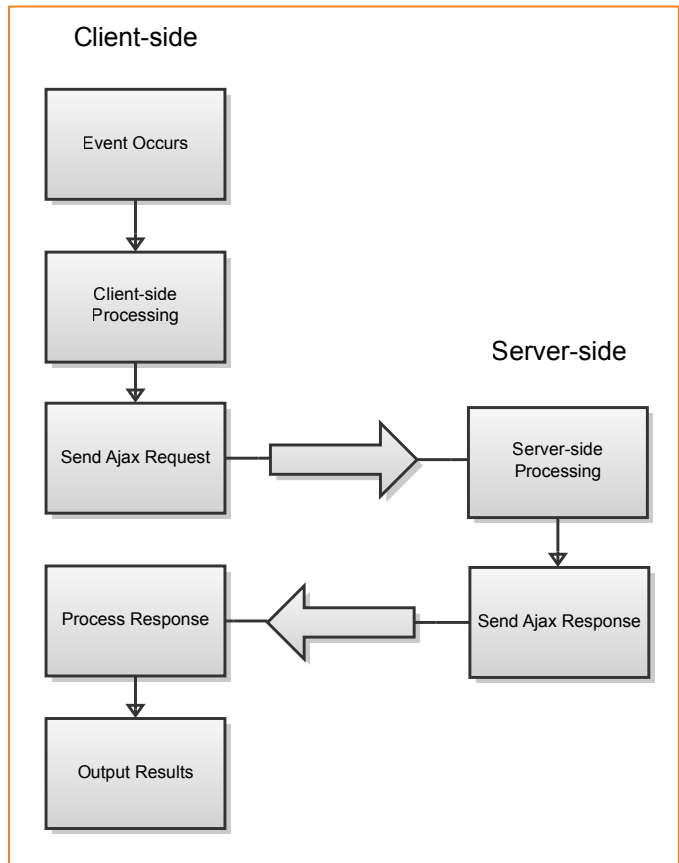 Client-side
Event Occurs
Client-side
Processing
Send Ajax Request
Server-side
Server-side
Processing
Send Ajax Response
Process Response
Output Results